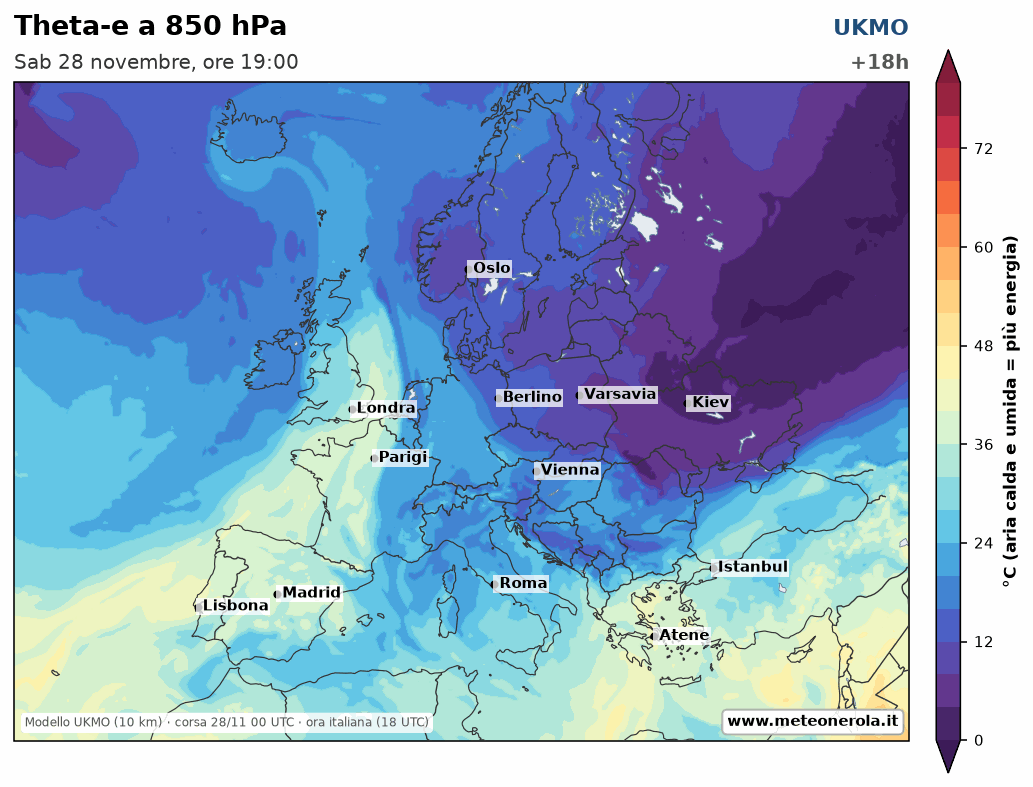 Theta-e a 850 hPa
UKMO
Sab 28 novembre, ore 19:00
+18h
Oslo
Berlino
Varsavia
Kiev
Londra
Parigi
Vienna
Istanbul
Roma
Madrid
Lisbona
Atene
72
60
48
36
24
12
0
°C (aria calda e umida = più energia)
Modello UKMO (10 km) · corsa 28/11 00 UTC · ora italiana (18 UTC)
www.meteonerola.it